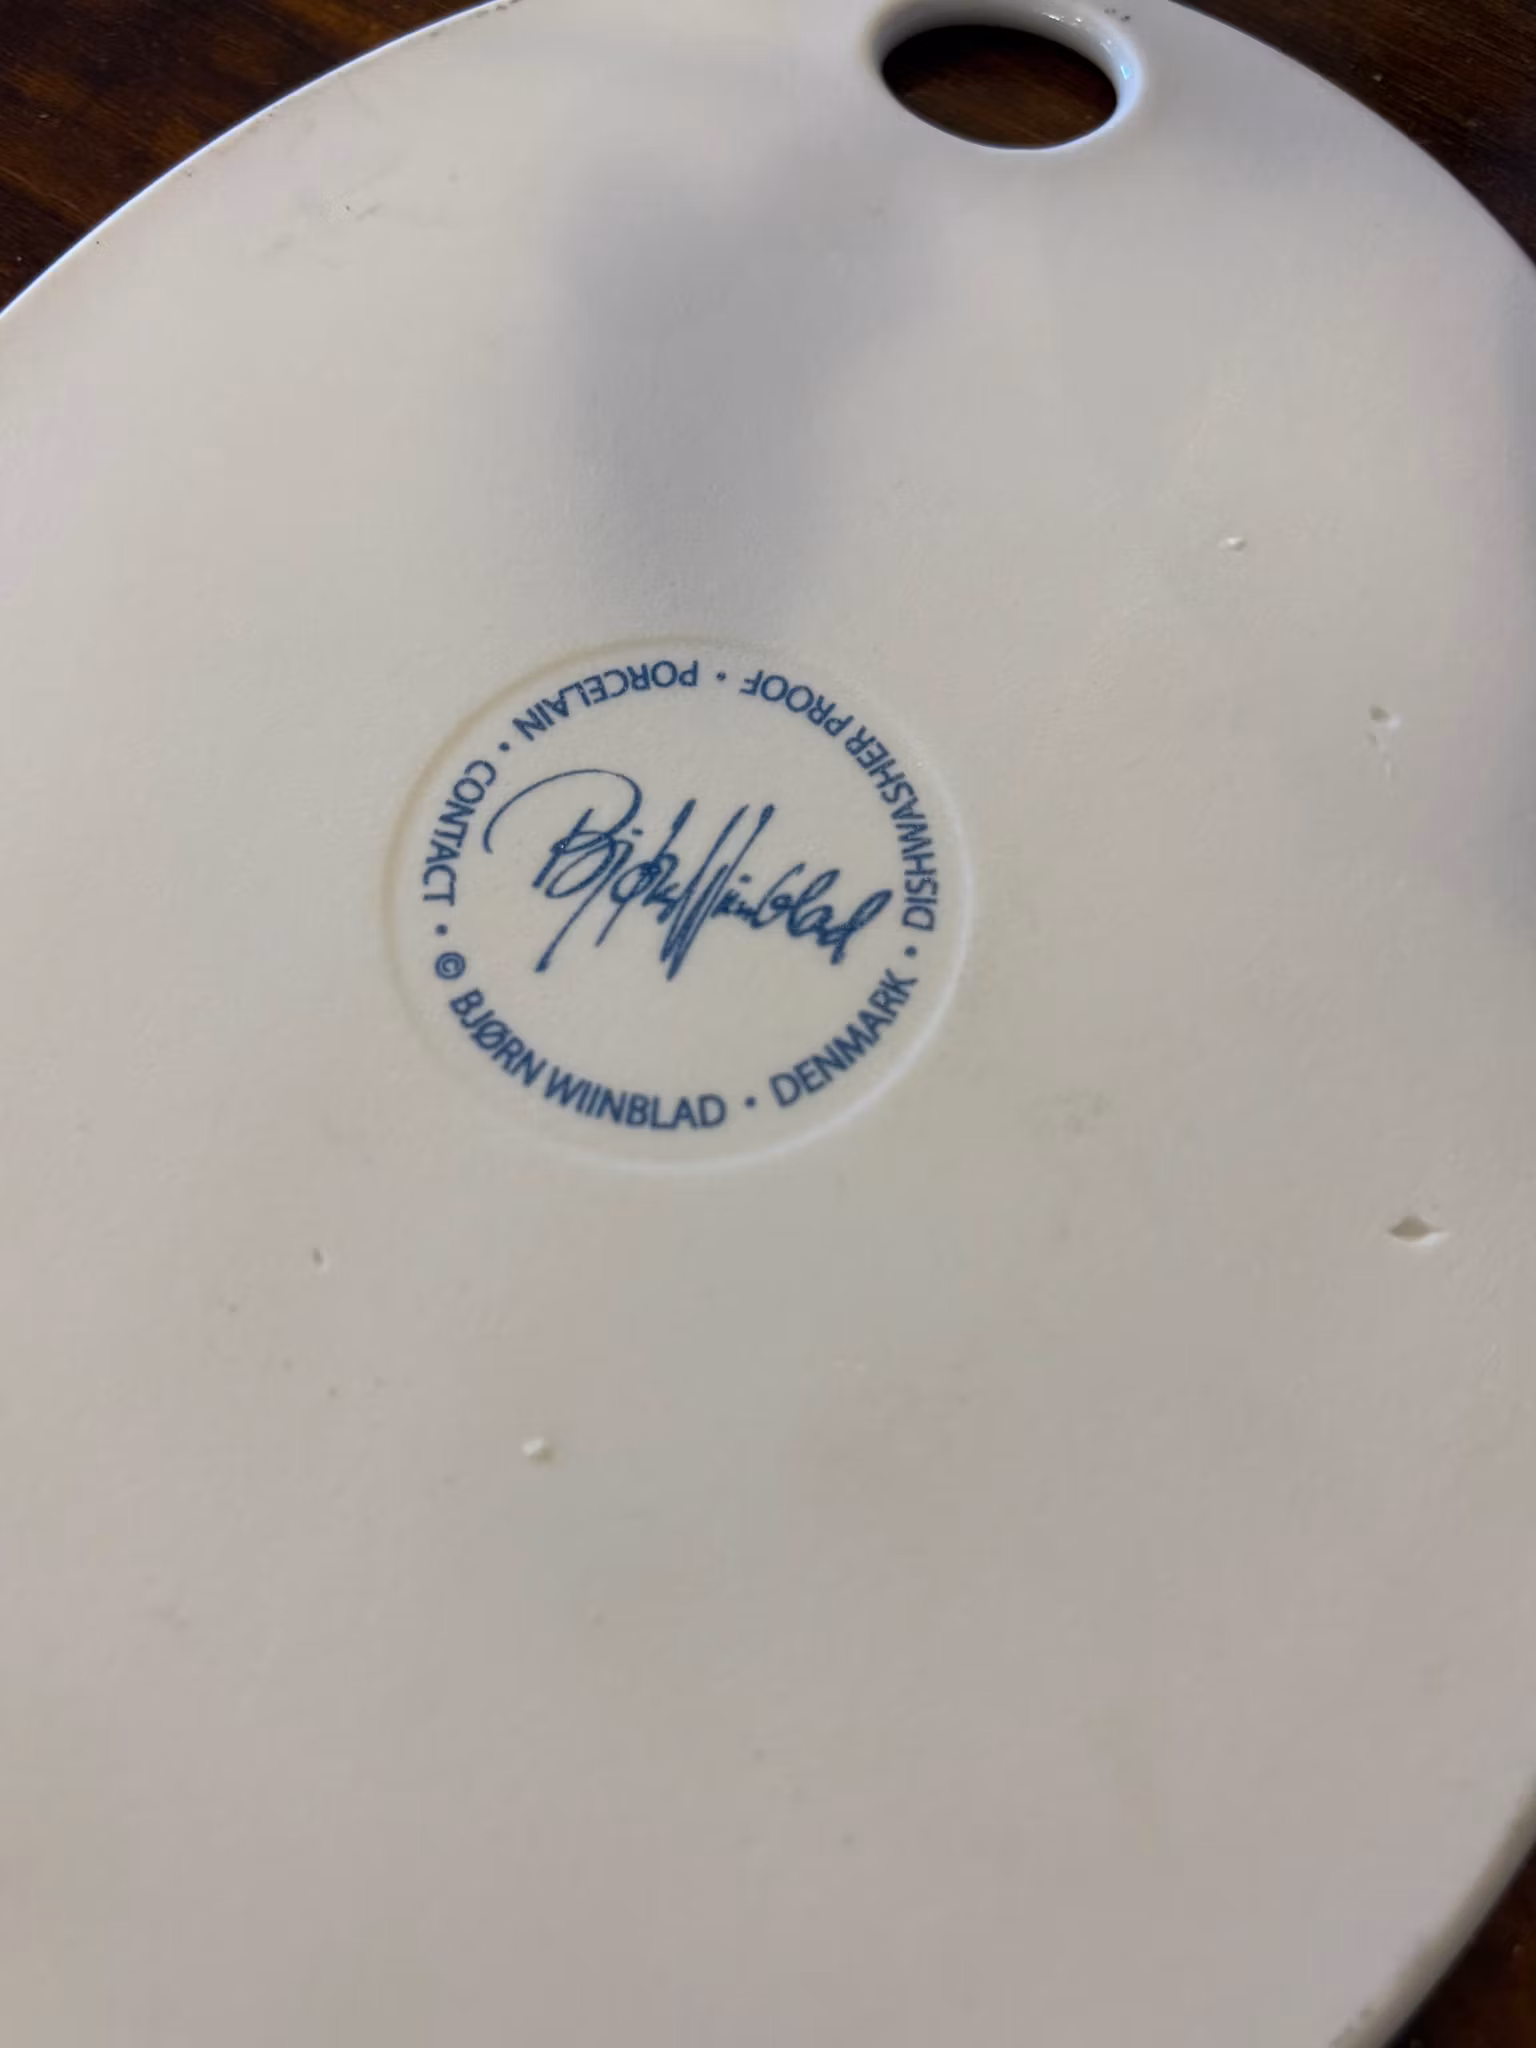 Bjørn Wiinblad
© BJØRN WIINBLAD • DENMARK • DISHWASHER PROOF • PORCELAIN • CONTACT •